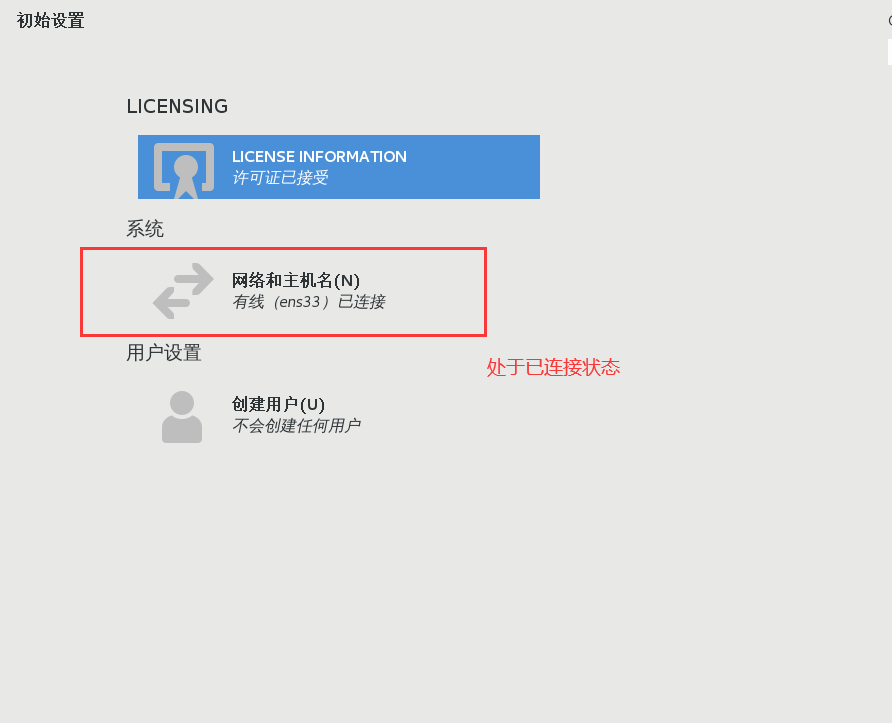 初始设置
LICENSING
LICENSE INFORMATION
许可证已接受
系统
网络和主机名(N)
有线（ens33）已连接
用户设置
处于已连接状态
创建用户(U)
不会创建任何用户